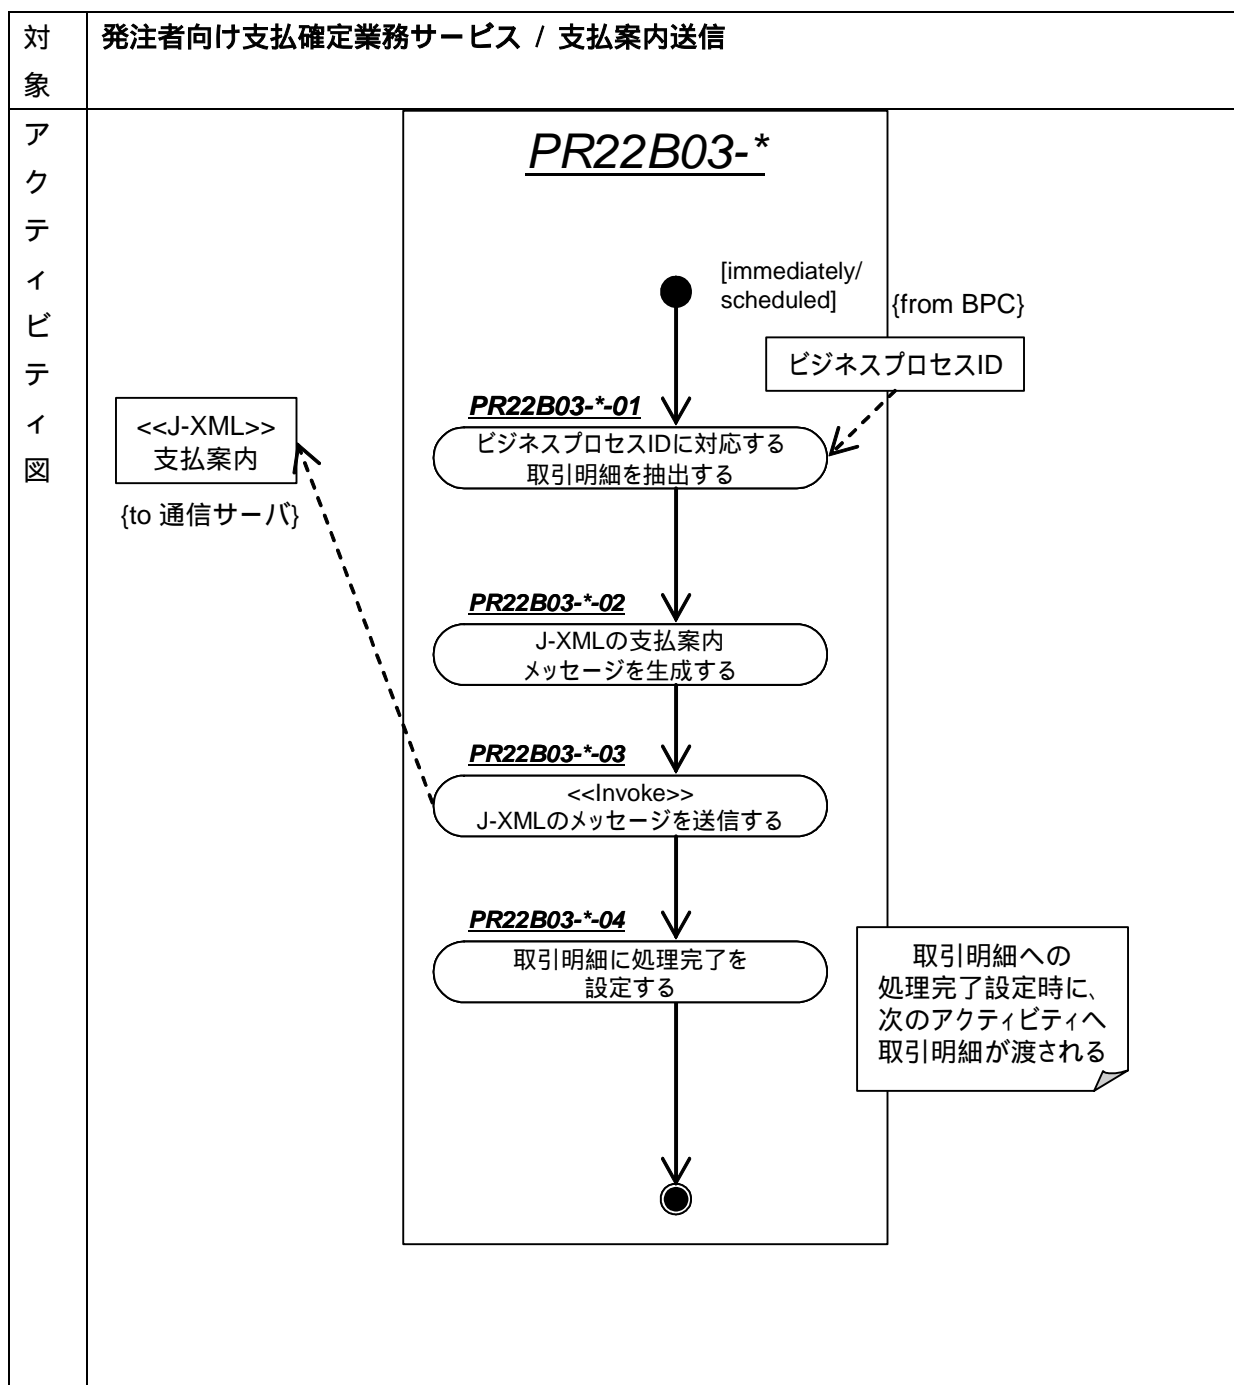 対
象
発注者向け支払確定業務サービス / 支払案内送信
ア
ク
テ
ィ
ビ
テ
ィ
図
PR22B03-*
[immediately/
scheduled]
{from BPC}
ビジネスプロセスID
PR22B03-*-01
ビジネスプロセスIDに対応する
取引明細を抽出する
<<J-XML>>
支払案内
{to 通信サーバ}
PR22B03-*-02
J-XMLの支払案内
メッセージを生成する
PR22B03-*-03
<<Invoke>>
J-XMLのメッセージを送信する
PR22B03-*-04
取引明細に処理完了を
設定する
取引明細への
処理完了設定時に、
次のアクティビティへ
取引明細が渡される